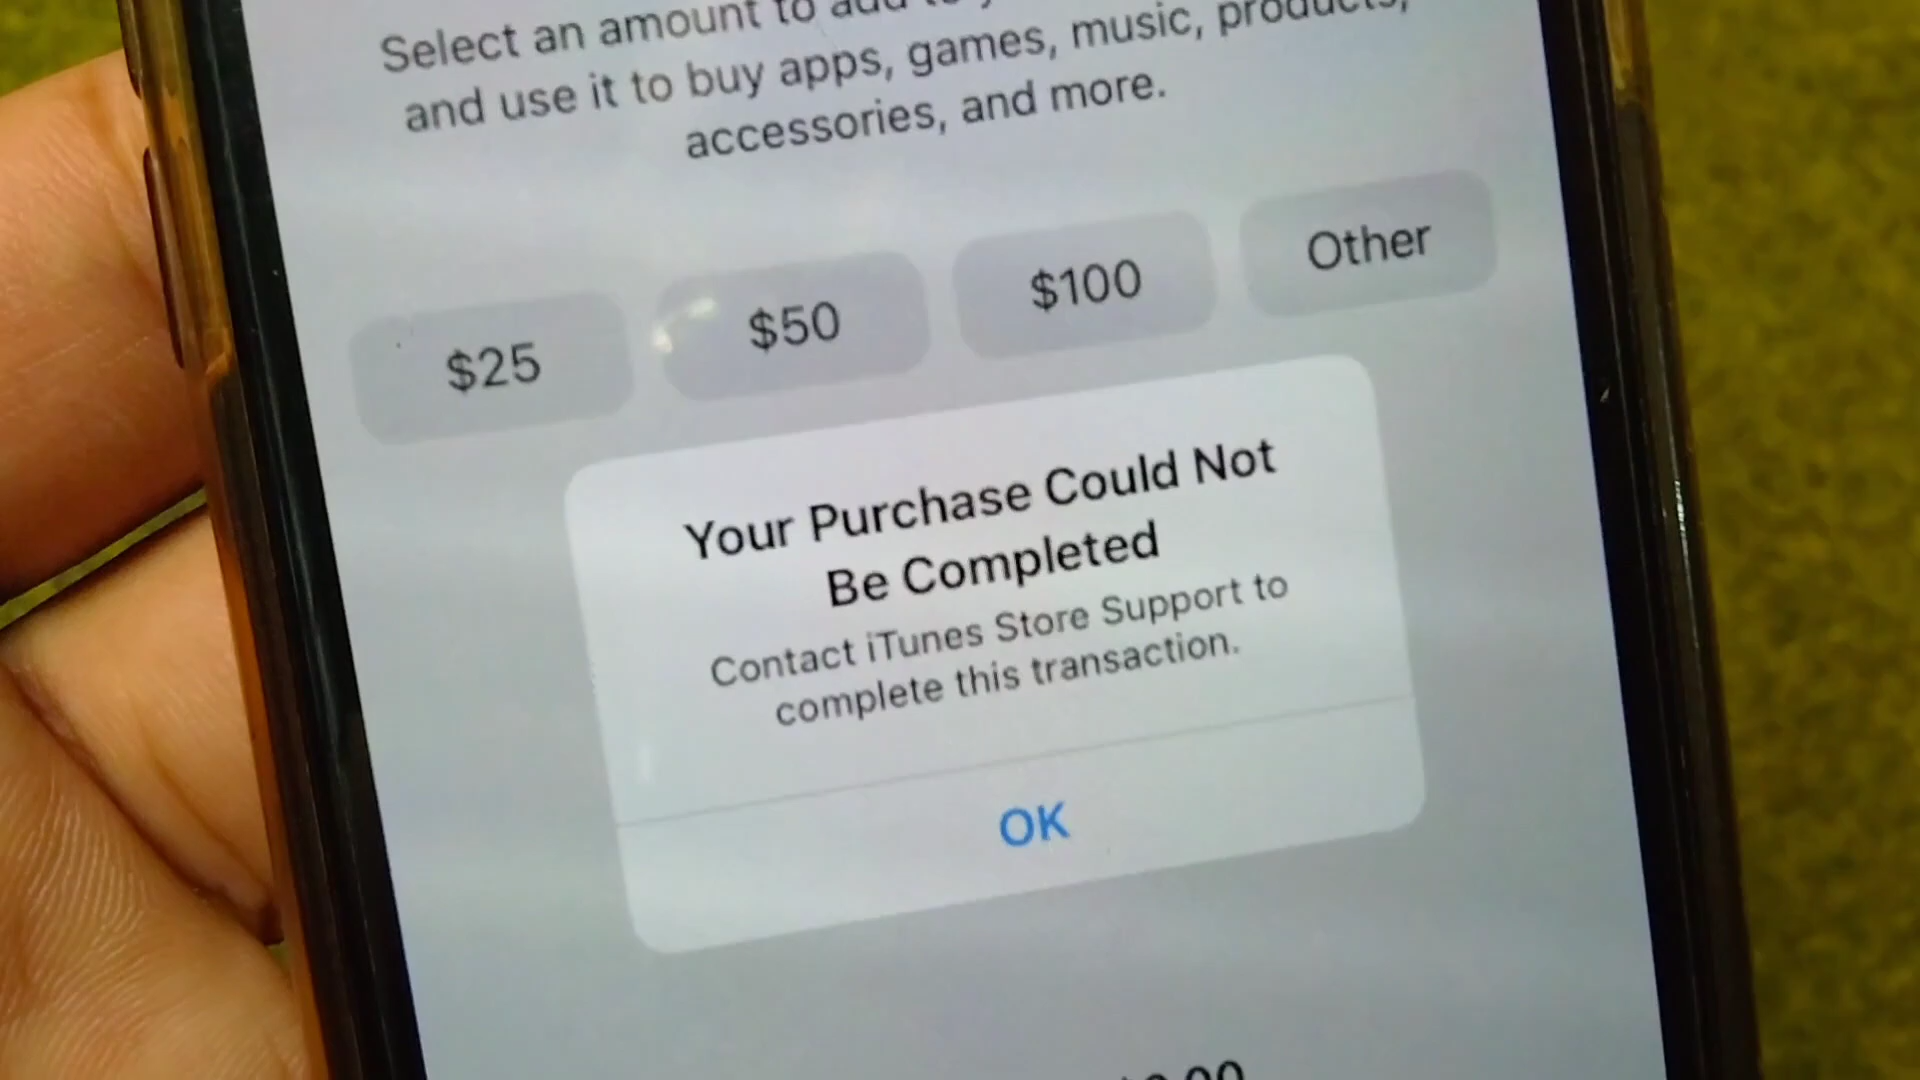 Select an amount to add to
and use it to buy apps, games, music, products,
accessories, and more.
$25
$50
$100
Other
Your Purchase Could Not
Be Completed
Contact iTunes Store Support to
complete this transaction.
OK